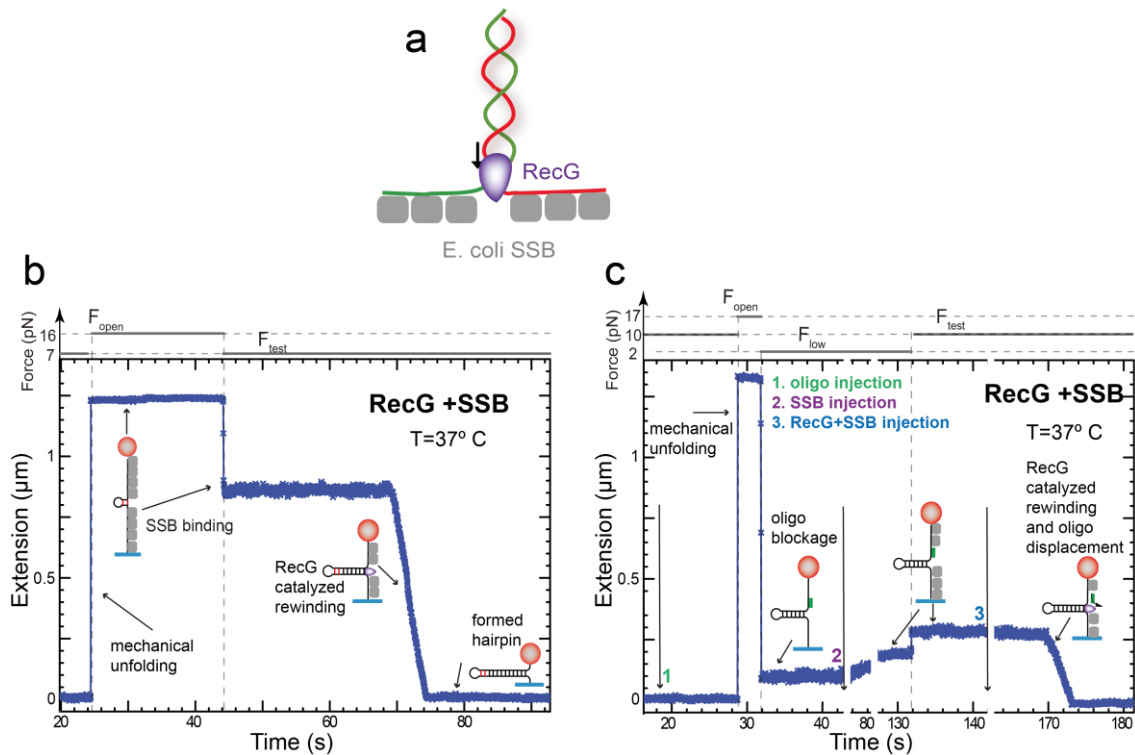 a
RecG
E. coli SSB
b
Force (pN)
16
7
F open
F test
Extension (µm)
1
0.5
0
RecG +SSB
T=37º C
SSB binding
mechanical
unfolding
RecG
catalyzed
rewinding
formed
hairpin
20 40 60 80
Time (s)
c
Force (pN)
17
10
2
F open
F low
F test
Extension (µm)
1
0.5
0
1. oligo injection
2. SSB injection
3. RecG+SSB injection
RecG +SSB
T=37º C
mechanical
unfolding
RecG
catalyzed
rewinding
and oligo
displacement
oligo
blockage
1
2
3
20 30 40 80 130 140 170 180
Time (s)